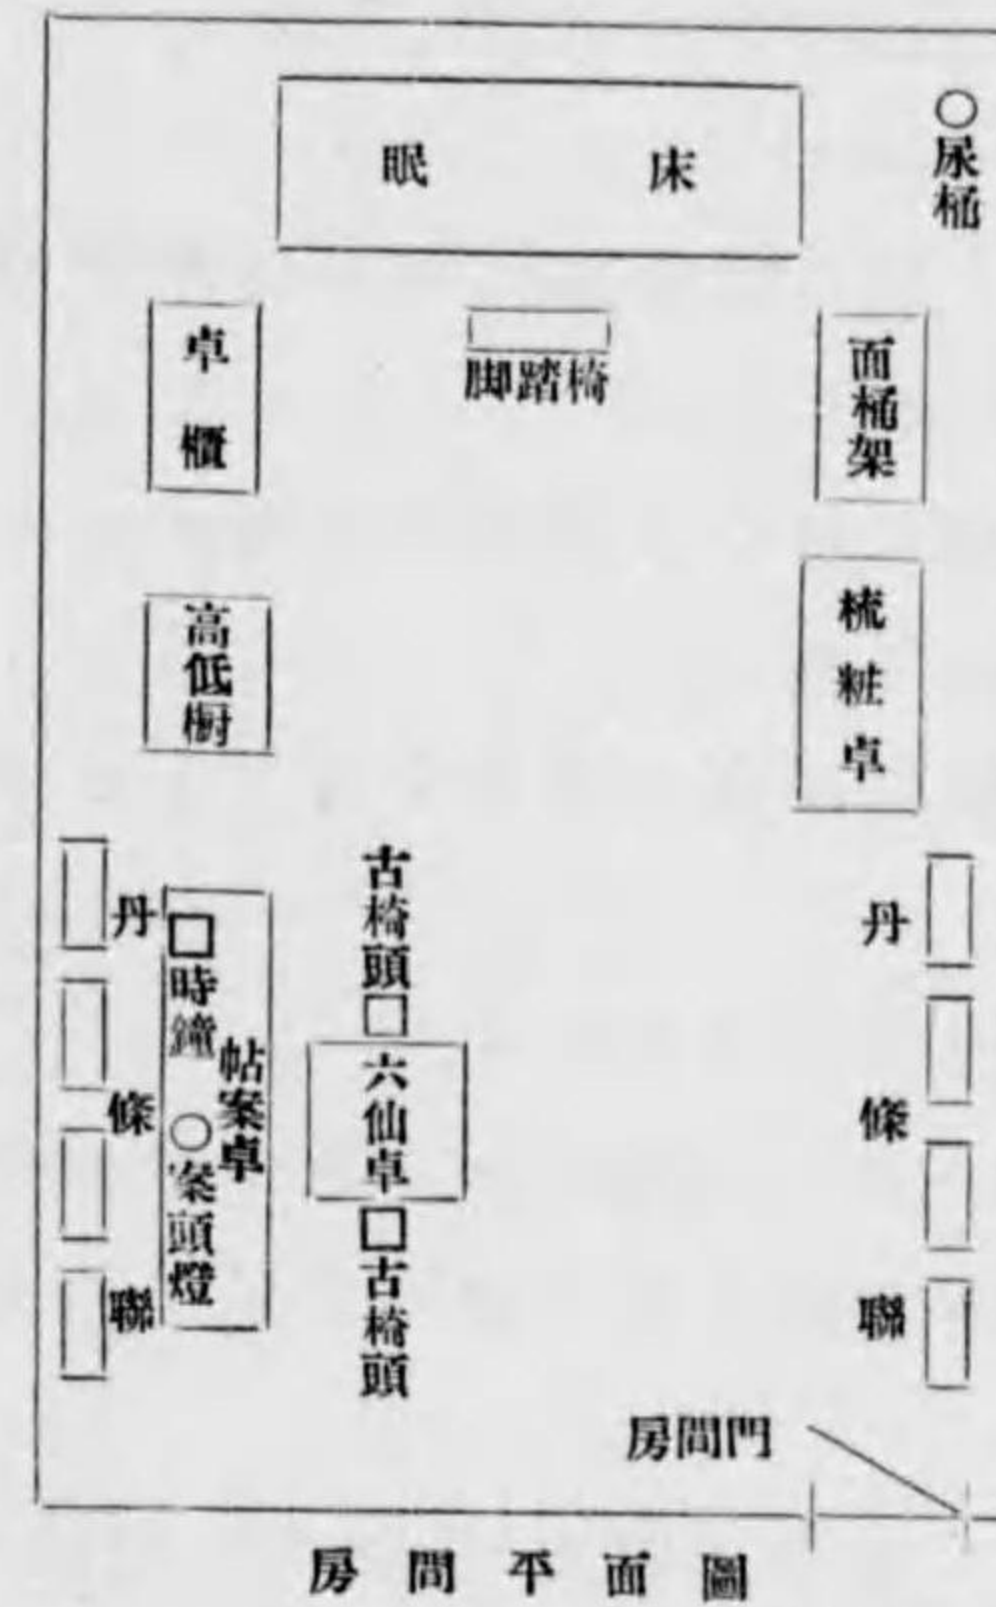 眠床
尿桶
卓櫃
脚踏椅
面桶架
高低橱
梳粧卓
丹條聯
時鐘
案頭燈
帖案卓
古椅頭
六仙卓
古椅頭
丹條聯
房間門
房間平面圖